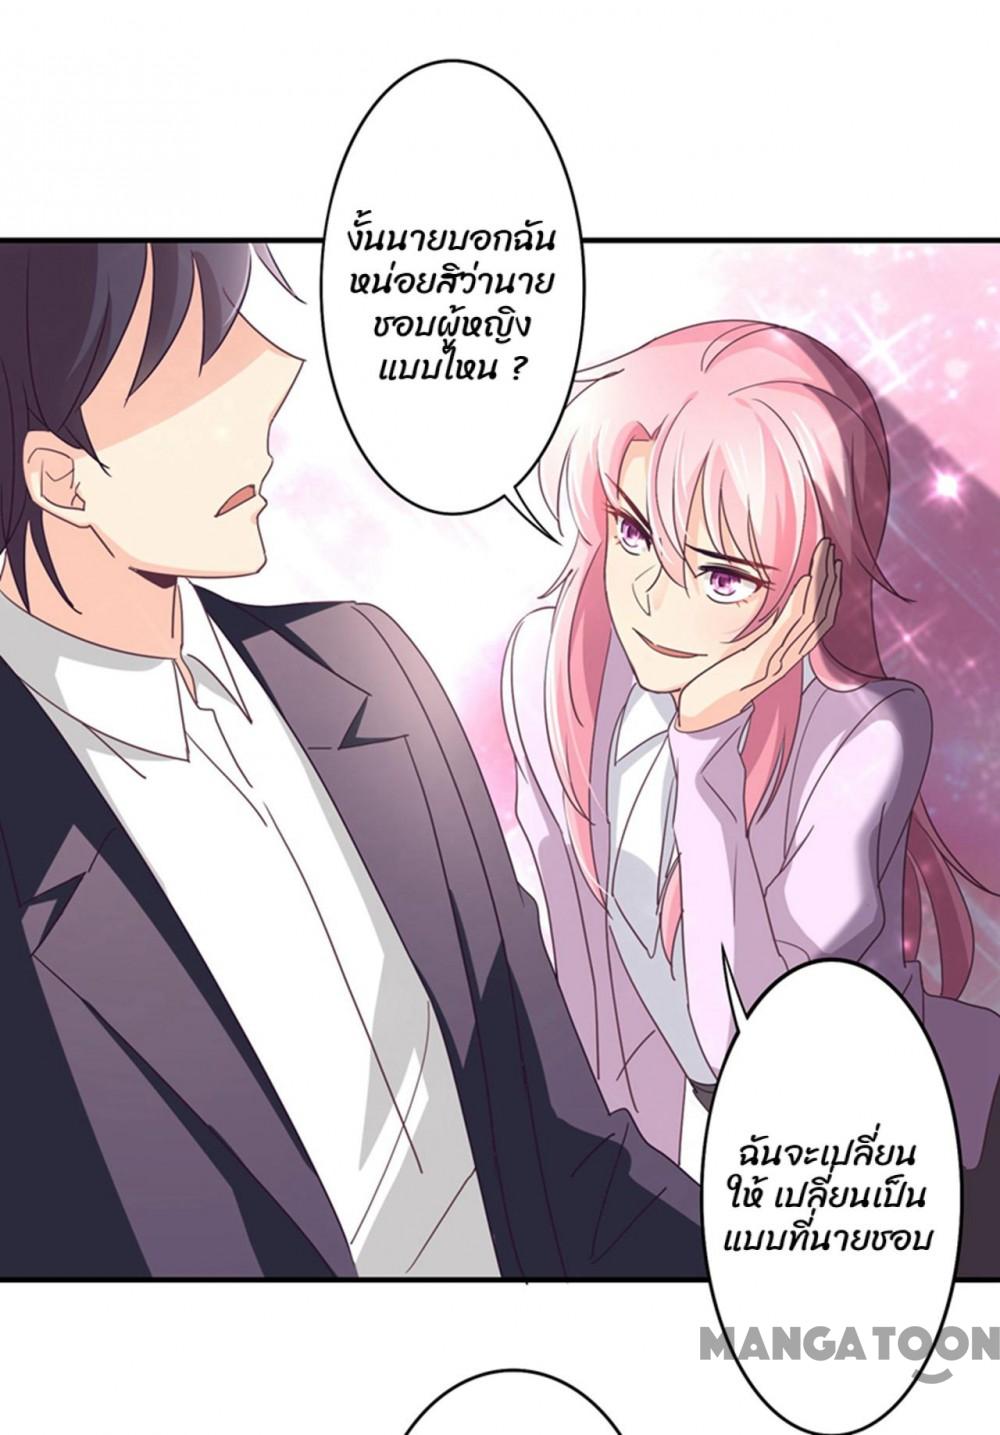 งั้นนายบอกฉัน
หน่อยสิว่านาย
ชอบผู้หญิง
แบบไหน ?
ฉันจะเปลี่ยน
ให้ เปลี่ยนเป็น
แบบที่นายชอบ
MANGATOON